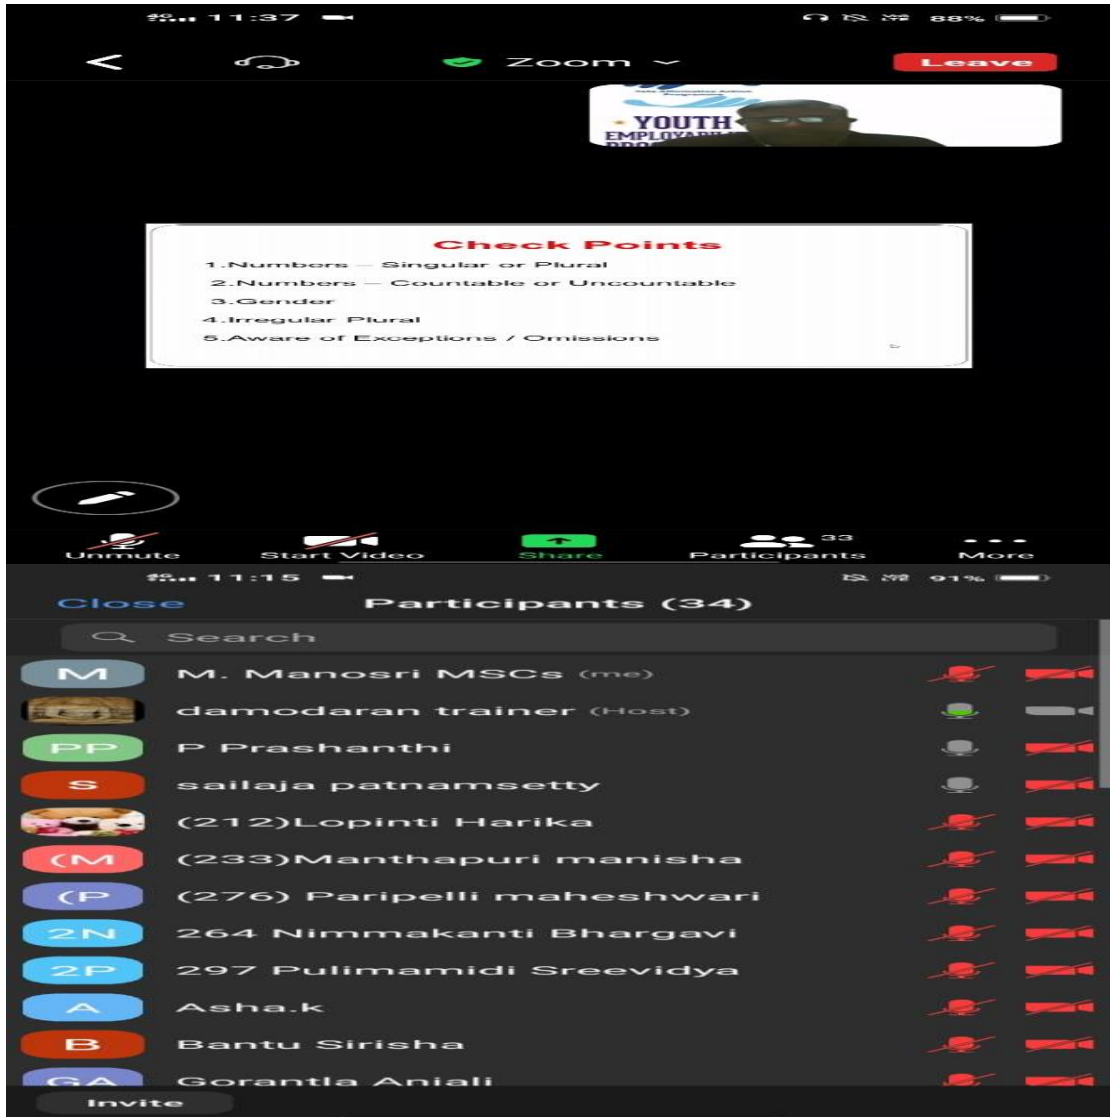 11:37
88%
Zoom
Leave
YOUTH
Check Points
1.Numbers – Singular or Plural
2.Numbers – Countable or Uncountable
3.Gender
4.Irregular Plural
5.Aware of Exceptions / Omissions
33
Unmute Start Video Share Participants More
11:15
91%
Close Participants (34)
Search
M M. Manosri MSCs (me)
damodaran trainer (Host)
PP P Prashanthi
S sailaja patnamsetty
(212)Lopinti Harika
(M (233)Manthapuri manisha
(P (276) Paripelli maheshwari
2N 264 Nimmakanti Bhargavi
2P 297 Pulimamidi Sreevidya
A Asha.k
B Bantu Sirisha
GA Gorantla Anjali
Invite